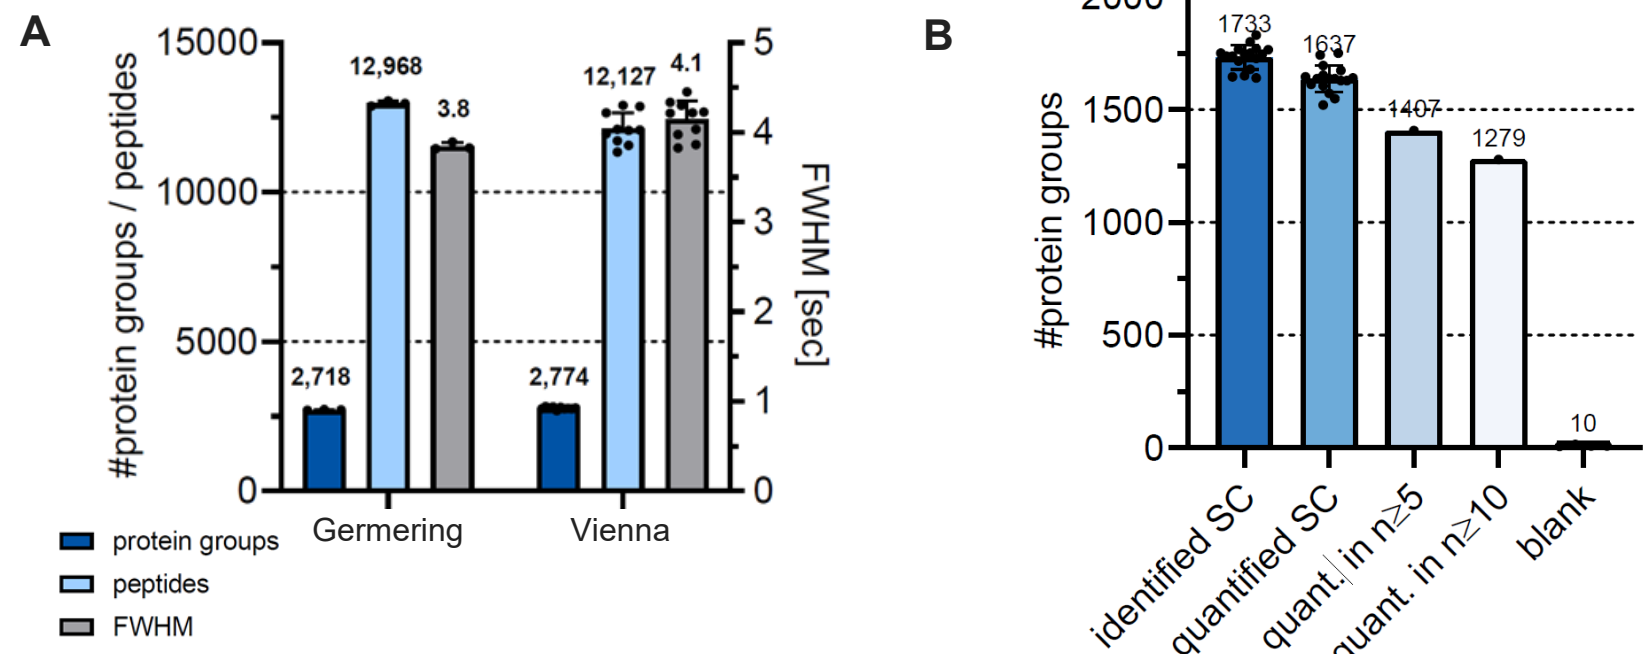 A
15000
10000
5000
0
#protein groups / peptides
12,968
3.8
2,718
12,127
4.1
2,774
5
4
3
2
1
0
FWHM [sec]
Germering
Vienna
protein groups
peptides
FWHM
B
2000
1500
1000
500
0
#protein groups
1733
1637
1407
1279
10
identified SC
quantified SC
quant. in n≥5
quant. in n≥10
blank